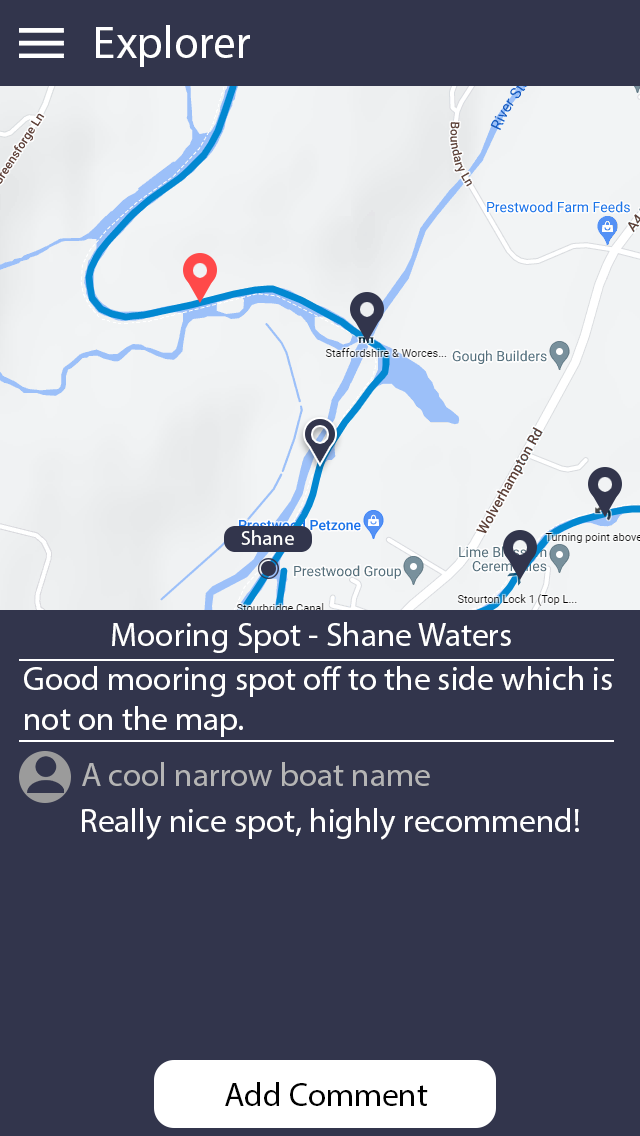 Explorer
Greensforge Ln
River St
Boundary Ln
Prestwood Farm Feeds
A4
Staffordshire & Worces...
Gough Builders
Wolverhampton Rd
Petzone
Shane
Turning point above
Lime
Prestwood Group
Stourton Lock 1 (Top L...
Stourbridge Canal
Mooring Spot - Shane Waters
Good mooring spot off to the side which is
not on the map.
A cool narrow boat name
Really nice spot, highly recommend!
Add Comment